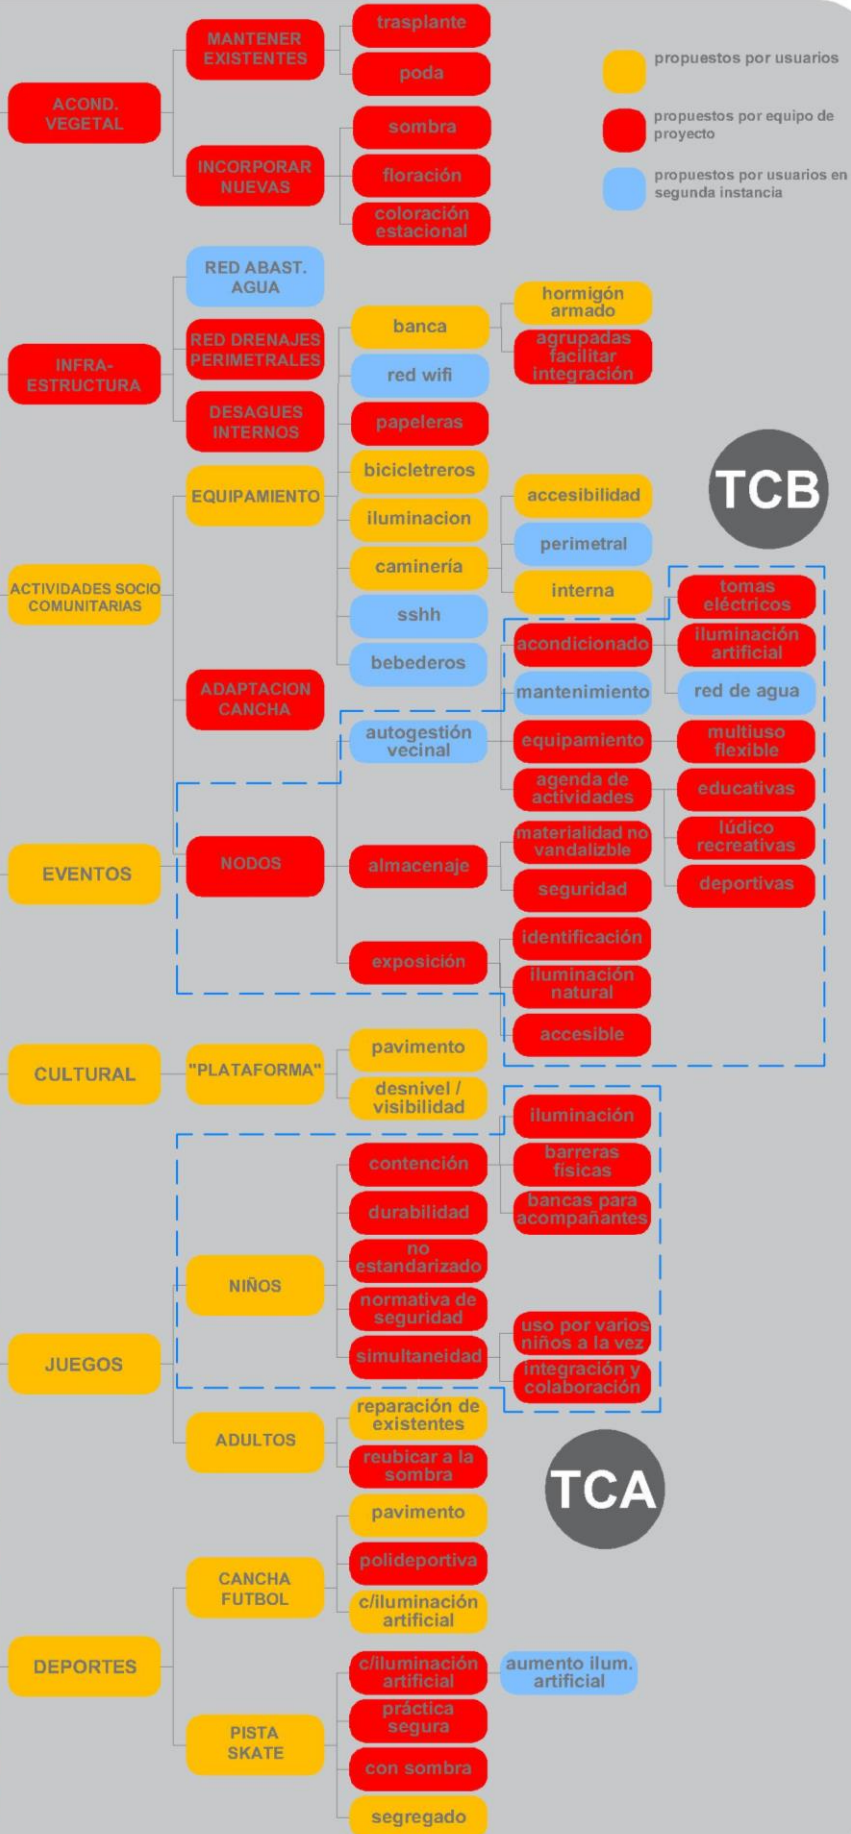 trasplante
MANTENER
EXISTENTES
poda
ACOND.
VEGETAL
sombra
INCORPORAR
NUEVAS
floración
coloración
estacional
propuestos por usuarios
propuestos por equipo de
proyecto
propuestos por usuarios en
segunda instancia
RED ABAST.
AGUA
RED DRENAJES
PERIMETRALES
INFRA-
ESTRUCTURA
DESAGUES
INTERNOS
hormigón
armado
banca
agrupadas
facilitar
integración
red wifi
papeleras
bicicletreros
EQUIPAMIENTO
iluminacion
accesibilidad
caminería
perimetral
interna
sshh
bebederos
TCB
ACTIVIDADES SOCIO
COMUNITARIAS
ADAPTACION
CANCHA
tomas
eléctricos
acondicionado
iluminación
artificial
mantenimiento
red de agua
autogestión
vecinal
equipamiento
multiuso
flexible
agenda de
actividades
educativas
lúdico
recreativas
deportivas
EVENTOS
NODOS
almacenaje
materialidad no
vandalizble
seguridad
exposición
identificación
iluminación
natural
accesible
CULTURAL
"PLATAFORMA"
pavimento
desnivel /
visibilidad
iluminación
contención
barreras
físicas
bancas para
acompañantes
durabilidad
no
estandarizado
NIÑOS
normativa de
seguridad
simultaneidad
uso por varios
niños a la vez
integración y
colaboración
JUEGOS
ADULTOS
reparación de
existentes
reubicar a la
sombra
TCA
pavimento
CANCHA
FUTBOL
polideportiva
c/iluminación
artificial
DEPORTES
c/iluminación
artificial
aumento ilum.
artificial
práctica
segura
PISTA
SKATE
con sombra
segregado